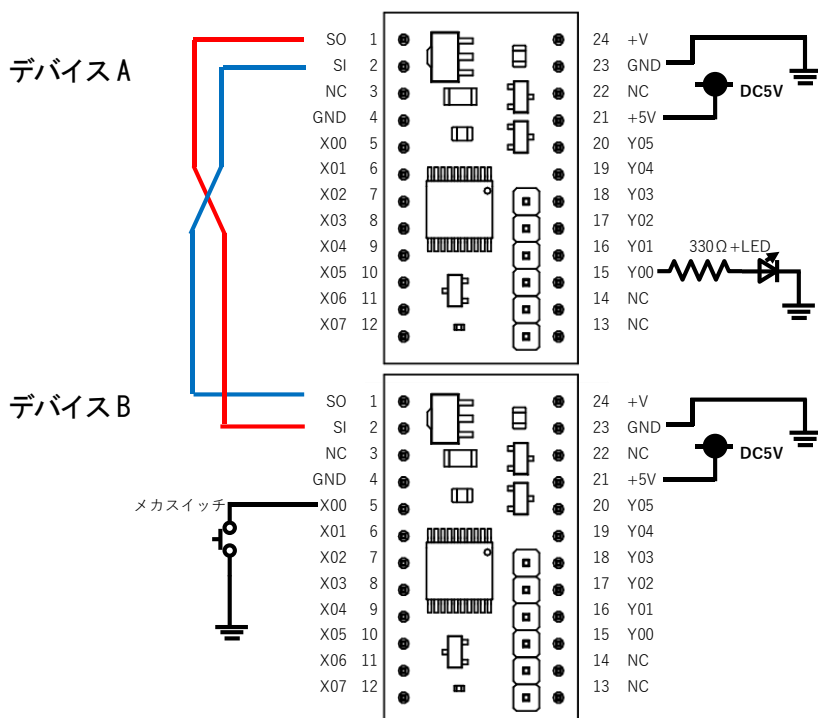 デバイス A
SO 1
SI 2
NC 3
GND 4
X00 5
X01 6
X02 7
X03 8
X04 9
X05 10
X06 11
X07 12
24 +V
23 GND
22 NC
21 +5V
20 Y05
19 Y04
18 Y03
17 Y02
16 Y01
15 Y00
14 NC
13 NC
DC5V
330Ω+LED
デバイス B
メカスイッチ
SO 1
SI 2
NC 3
GND 4
X00 5
X01 6
X02 7
X03 8
X04 9
X05 10
X06 11
X07 12
24 +V
23 GND
22 NC
21 +5V
20 Y05
19 Y04
18 Y03
17 Y02
16 Y01
15 Y00
14 NC
13 NC
DC5V